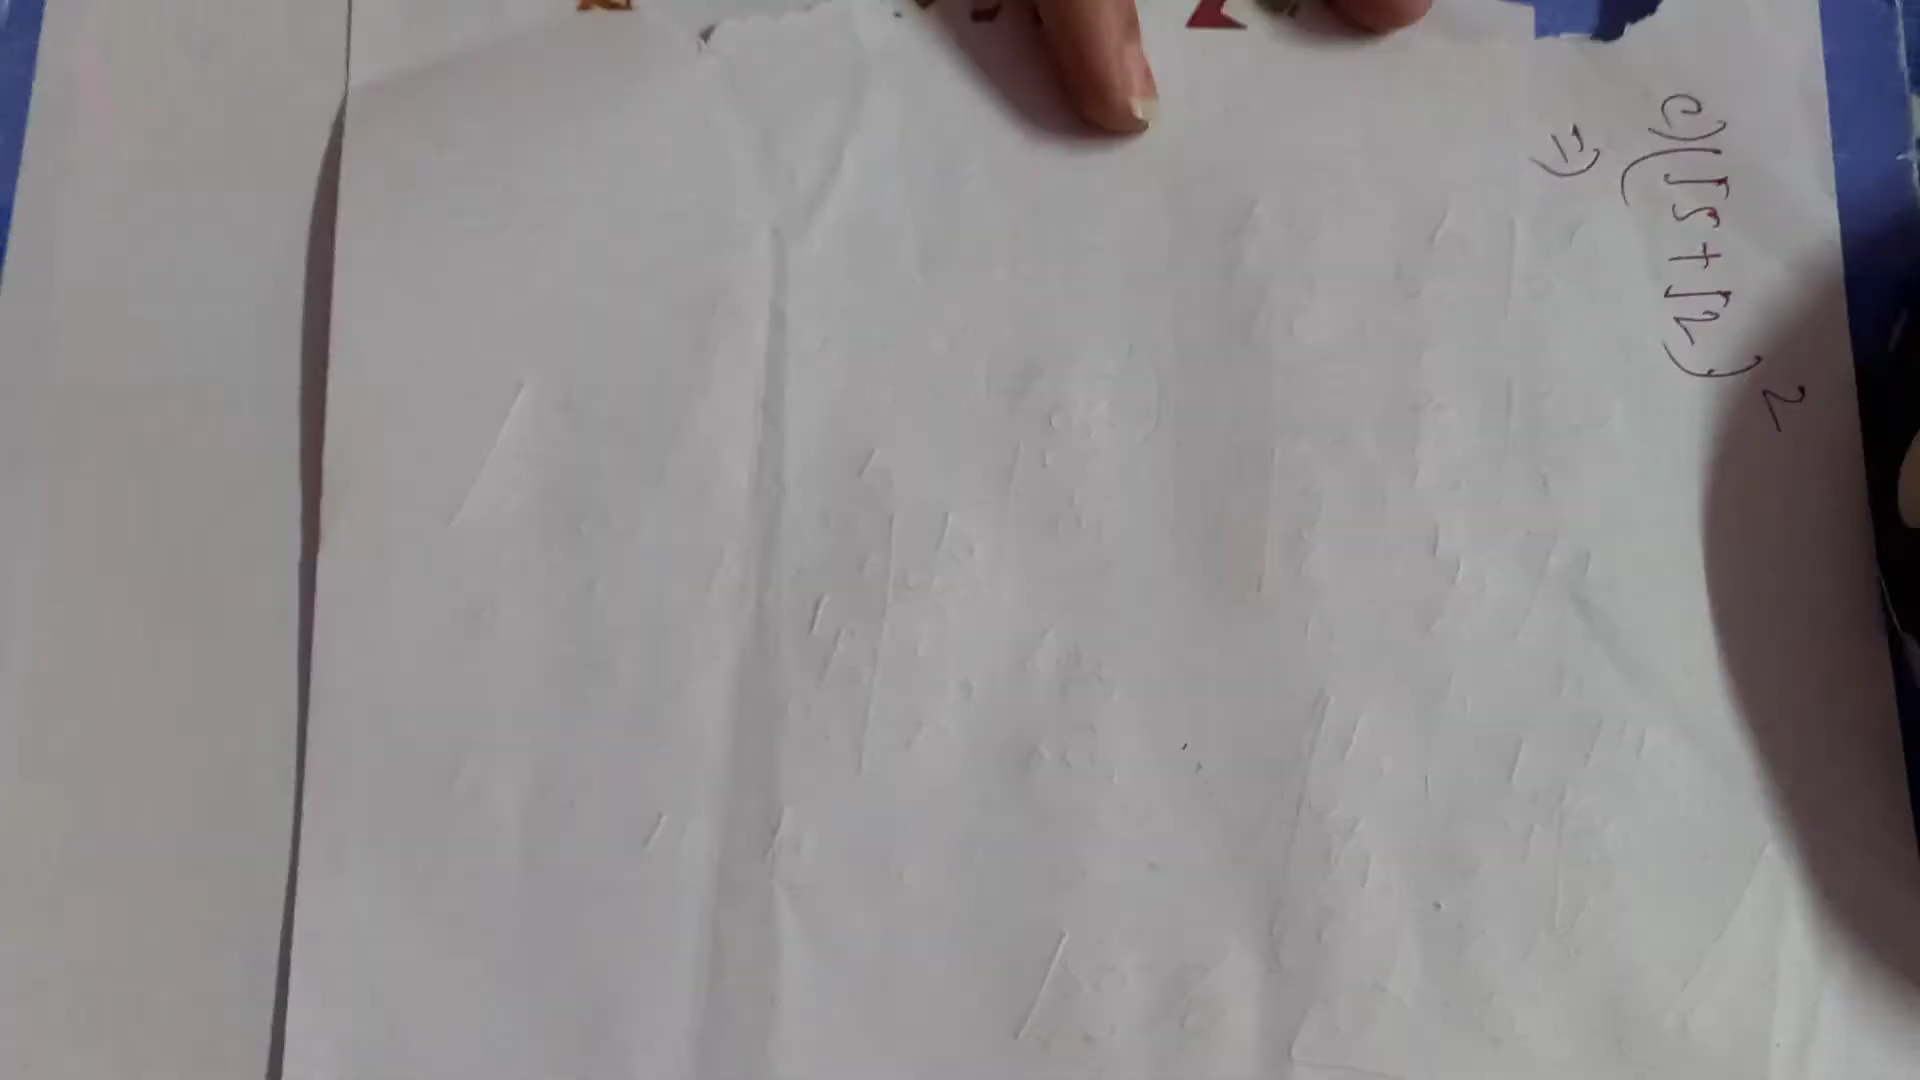 c) (√5 + √2)²
=)